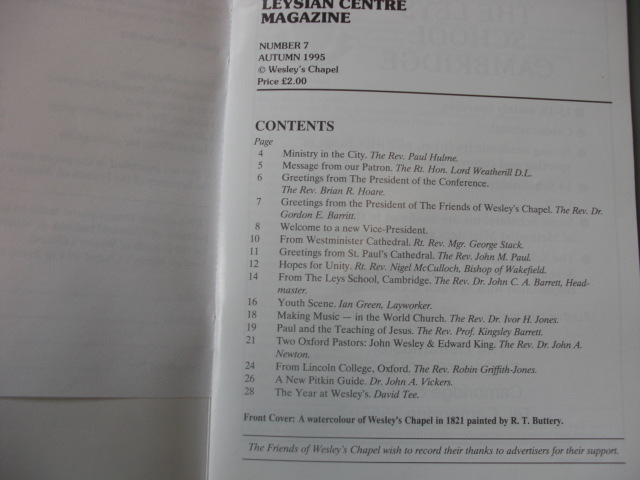 LEYSIAN CENTRE
MAGAZINE
NUMBER 7
AUTUMN 1995
© Wesley's Chapel
Price £2.00
CONTENTS
Page
4 Ministry in the City. The Rev. Paul Hulme.
5 Message from our Patron. The Rt. Hon. Lord Weatherill D.L.
6 Greetings from The President of the Conference.
The Rev. Brian R. Hoare.
7 Greetings from the President of The Friends of Wesley's Chapel. The Rev. Dr.
Gordon E. Barritt.
8 Welcome to a new Vice-President.
10 From Westminister Cathedral. Rt. Rev. Mgr. George Stack.
11 Greetings from St. Paul's Cathedral. The Rev. John M. Paul.
12 Hopes for Unity. Rt. Rev. Nigel McCulloch, Bishop of Wakefield.
14 From The Leys School, Cambridge. The Rev. Dr. John C. A. Barrett, Head-
master.
16 Youth Scene. Ian Green, Layworker.
18 Making Music — in the World Church. The Rev. Dr. Ivor H. Jones.
19 Paul and the Teaching of Jesus. The Rev. Prof. Kingsley Barrett.
21 Two Oxford Pastors: John Wesley & Edward King. The Rev. Dr. John A.
Newton.
24 From Lincoln College, Oxford. The Rev. Robin Griffith-Jones.
26 A New Pitkin Guide. Dr. John A. Vickers.
28 The Year at Wesley's. David Tee.
Front Cover: A watercolour of Wesley's Chapel in 1821 painted by R. T. Buttery.
The Friends of Wesley's Chapel wish to record their thanks to advertisers for their support.